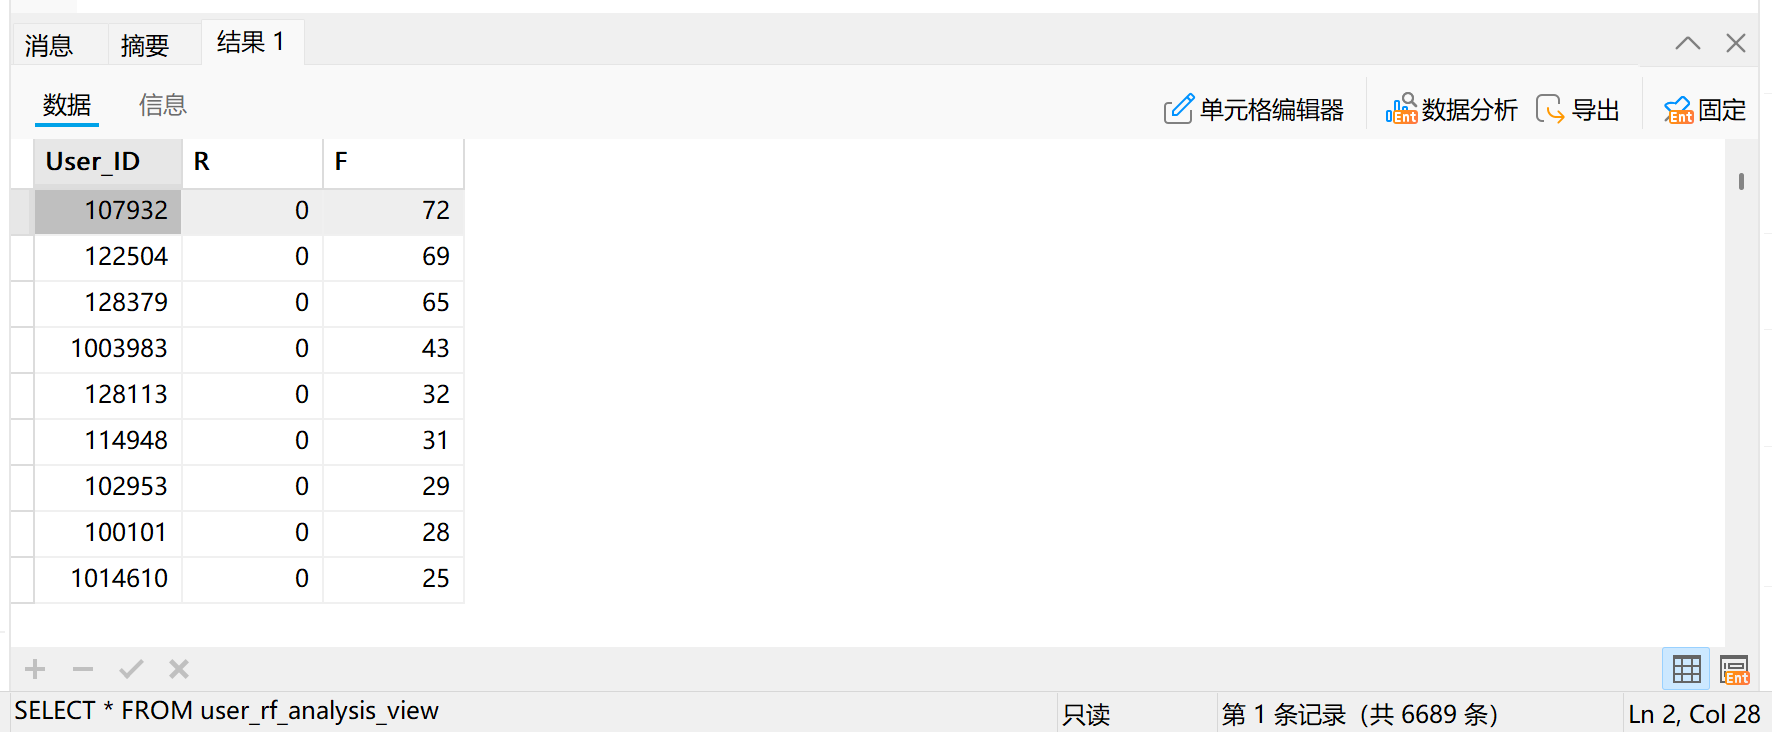 消息 摘要 结果 1
数据 信息 单元格编辑器 Ent 数据分析 导出 Ent 固定
User_ID R F
107932 0 72
122504 0 69
128379 0 65
1003983 0 43
128113 0 32
114948 0 31
102953 0 29
100101 0 28
1014610 0 25
Ent
SELECT * FROM user_rf_analysis_view 只读 第 1 条记录（共 6689 条） Ln 2, Col 28